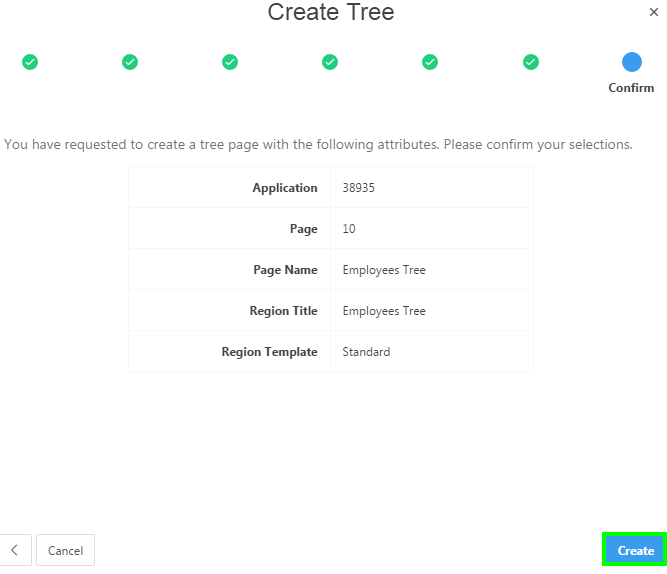 Create Tree
Confirm
You have requested to create a tree page with the following attributes. Please confirm your selections.
Application 38935
Page 10
Page Name Employees Tree
Region Title Employees Tree
Region Template Standard
Cancel Create